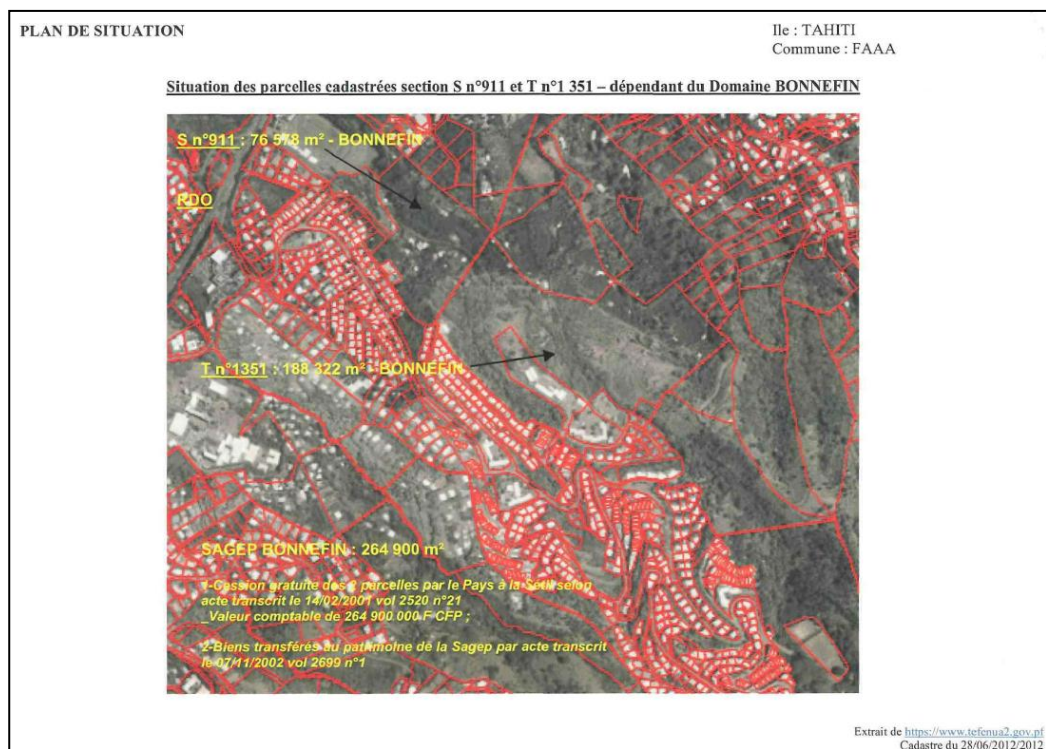 PLAN DE SITUATION
Ile : TAHITI
Commune : FAAA
Situation des parcelles cadastrées section S n°911 et T n°1 351 – dépendant du Domaine BONNEFIN
S n°911 : 76 578 m² - BONNEFIN
RDO
T n°1351 : 188 322 m² - BONNEFIN
SAGEP BONNEFIN : 264 900 m²
1-Cession gratuite des 2 parcelles par le Pays à la Setil selon
acte transcrit le 14/02/2001 vol 2520 n°21
_Valeur comptable de 264 900 000 F CFP ;
2-Biens transférés au patrimoine de la Sagep par acte transcrit
le 07/11/2002 vol 2699 n°1
Extrait de https://www.tefenua2.gov.pf
Cadastre du 28/06/2012/2012